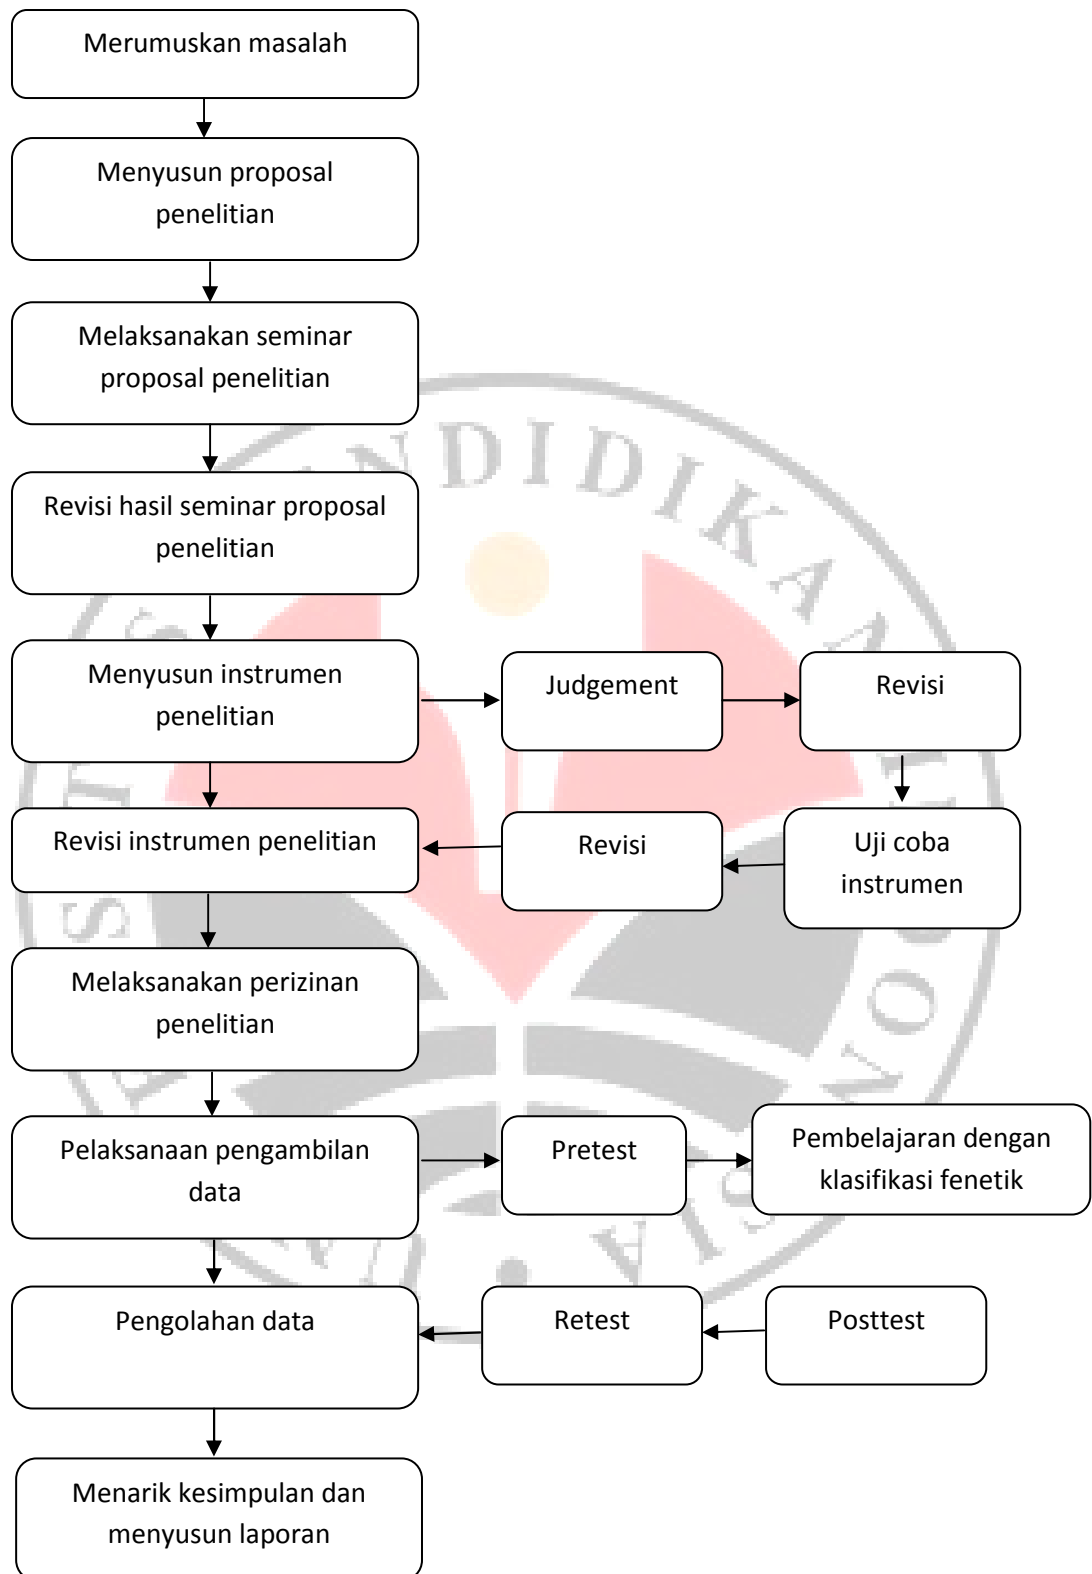 Merumuskan masalah
Menyusun proposal
penelitian
Melaksanakan seminar
proposal penelitian
Revisi hasil seminar proposal
penelitian
Menyusun instrumen
penelitian
Judgement
Revisi
Revisi instrumen penelitian
Revisi
Uji coba
instrumen
Melaksanakan perizinan
penelitian
Pelaksanaan pengambilan
data
Pretest
Pembelajaran dengan
klasifikasi fenetik
Pengolahan data
Retest
Posttest
Menarik kesimpulan dan
menyusun laporan